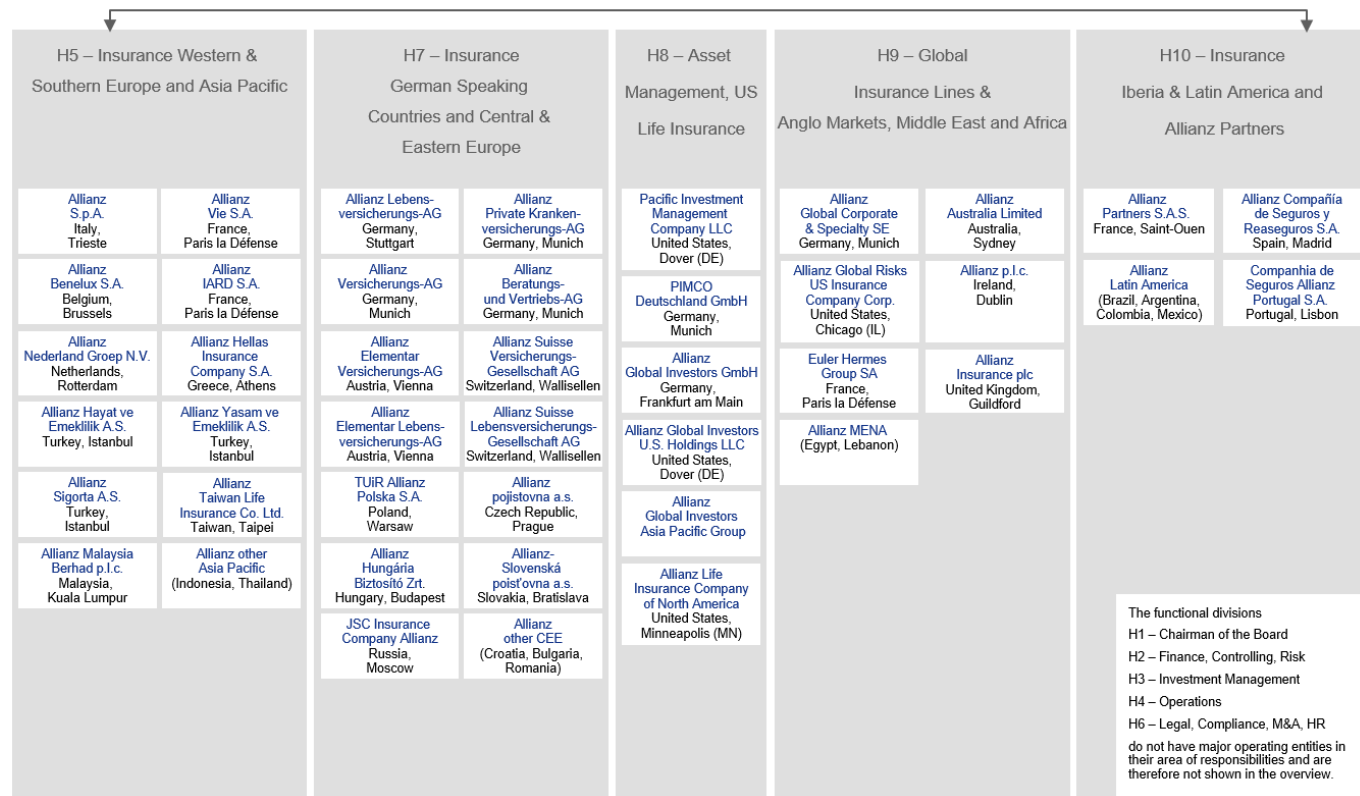 H5 – Insurance Western &
Southern Europe and Asia Pacific
Allianz
S.p.A.
Italy,
Trieste
Allianz
Vie S.A.
France,
Paris la Défense
Allianz
Benelux S.A.
Belgium,
Brussels
Allianz
IARD S.A.
France,
Paris la Défense
Allianz
Nederland Groep N.V.
Netherlands,
Rotterdam
Allianz Hellas
Insurance
Company S.A.
Greece, Athens
Allianz Hayat ve
Emeklilik A.S.
Turkey, Istanbul
Allianz Yasam ve
Emeklilik A.S.
Turkey,
Istanbul
Allianz
Sigorta A.S.
Turkey,
Istanbul
Allianz
Taiwan Life
Insurance Co. Ltd.
Taiwan, Taipei
Allianz Malaysia
Berhad p.l.c.
Malaysia,
Kuala Lumpur
Allianz other
Asia Pacific
(Indonesia, Thailand)
H7 – Insurance
German Speaking
Countries and Central &
Eastern Europe
Allianz Lebens-
versicherungs-AG
Germany,
Stuttgart
Allianz
Private Kranken-
versicherungs-AG
Germany, Munich
Allianz
Versicherungs-AG
Germany,
Munich
Allianz
Beratungs-
und Vertriebs-AG
Germany, Munich
Allianz
Elementar
Versicherungs-AG
Austria, Vienna
Allianz Suisse
Versicherungs-
Gesellschaft AG
Switzerland, Wallisellen
Allianz
Elementar Lebens-
versicherungs-AG
Austria, Vienna
Allianz Suisse
Lebensversicherungs-
Gesellschaft AG
Switzerland, Wallisellen
TUiR Allianz
Polska S.A.
Poland,
Warsaw
Allianz
pojistovna a.s.
Czech Republic,
Prague
Allianz
Hungária
Biztosító Zrt.
Hungary, Budapest
Allianz-
Slovenská
poisťovna a.s.
Slovakia, Bratislava
JSC Insurance
Company Allianz
Russia,
Moscow
Allianz
other CEE
(Croatia, Bulgaria,
Romania)
H8 – Asset
Management, US
Life Insurance
Pacific Investment
Management
Company LLC
United States,
Dover (DE)
PIMCO
Deutschland GmbH
Germany,
Munich
Allianz
Global Investors GmbH
Germany,
Frankfurt am Main
Allianz Global Investors
U.S. Holdings LLC
United States,
Dover (DE)
Allianz
Global Investors
Asia Pacific Group
Allianz Life
Insurance Company
of North America
United States,
Minneapolis (MN)
H9 – Global
Insurance Lines &
Anglo Markets, Middle East and Africa
Allianz
Global Corporate
& Specialty SE
Germany, Munich
Allianz
Australia Limited
Australia,
Sydney
Allianz Global Risks
US Insurance
Company Corp.
United States,
Chicago (IL)
Allianz p.l.c.
Ireland,
Dublin
Euler Hermes
Group SA
France,
Paris la Défense
Allianz
Insurance plc
United Kingdom,
Guildford
Allianz MENA
(Egypt, Lebanon)
H10 – Insurance
Iberia & Latin America and
Allianz Partners
Allianz
Partners S.A.S.
France, Saint-Ouen
Allianz Compañía
de Seguros y
Reaseguros S.A.
Spain, Madrid
Allianz
Latin America
(Brazil, Argentina,
Colombia, Mexico)
Companhia de
Seguros Allianz
Portugal S.A.
Portugal, Lisbon
The functional divisions
H1 – Chairman of the Board
H2 – Finance, Controlling, Risk
H3 – Investment Management
H4 – Operations
H6 – Legal, Compliance, M&A, HR
do not have major operating entities in
their area of responsibilities and are
therefore not shown in the overview.